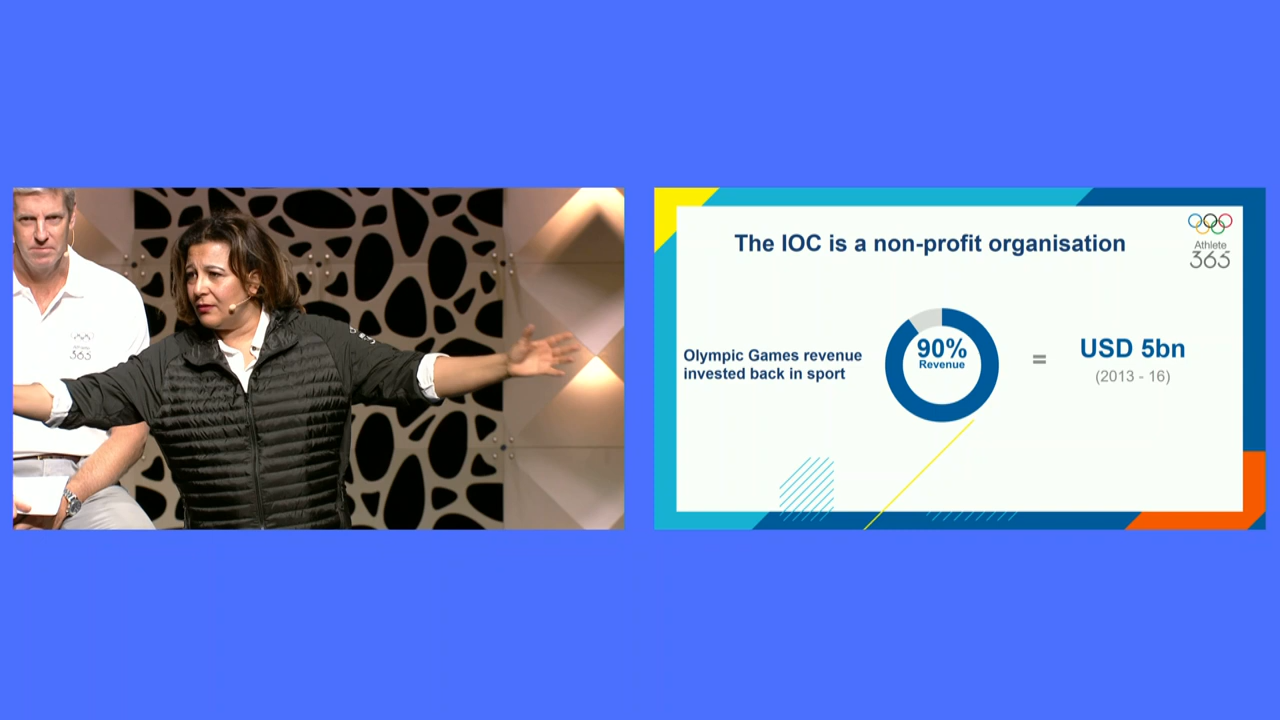 365
The IOC is a non-profit organisation
Athlete
365
Olympic Games revenue
invested back in sport
90%
Revenue
=
USD 5bn
(2013 - 16)